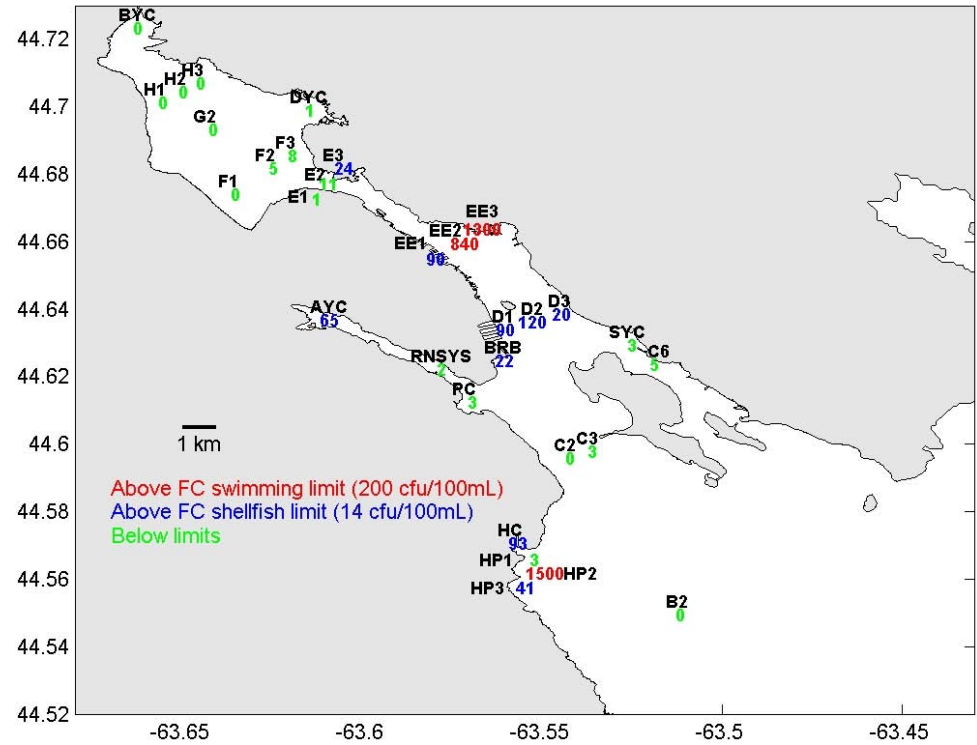 BYC
0
44.72
H3
0
H2
0
H1
0
44.7
DYC
1
G2
0
F3
8
F2
5
E3
24
44.68
E2
11
F1
0
E1
1
EE3
1300
EE2
840
44.66
EE1
90
44.64
AYC
65
D3
20
D2
120
D1
90
SYC
3
BRB
22
C6
5
RNSYS
2
44.62
PC
3
44.6
1 km
C3
3
C2
0
Above FC swimming limit (200 cfu/100mL)
Above FC shellfish limit (14 cfu/100mL)
Below limits
44.58
HC
93
HP1
3
44.56
1500HP2
HP3
41
B2
0
44.54
44.52
-63.65
-63.6
-63.55
-63.5
-63.45